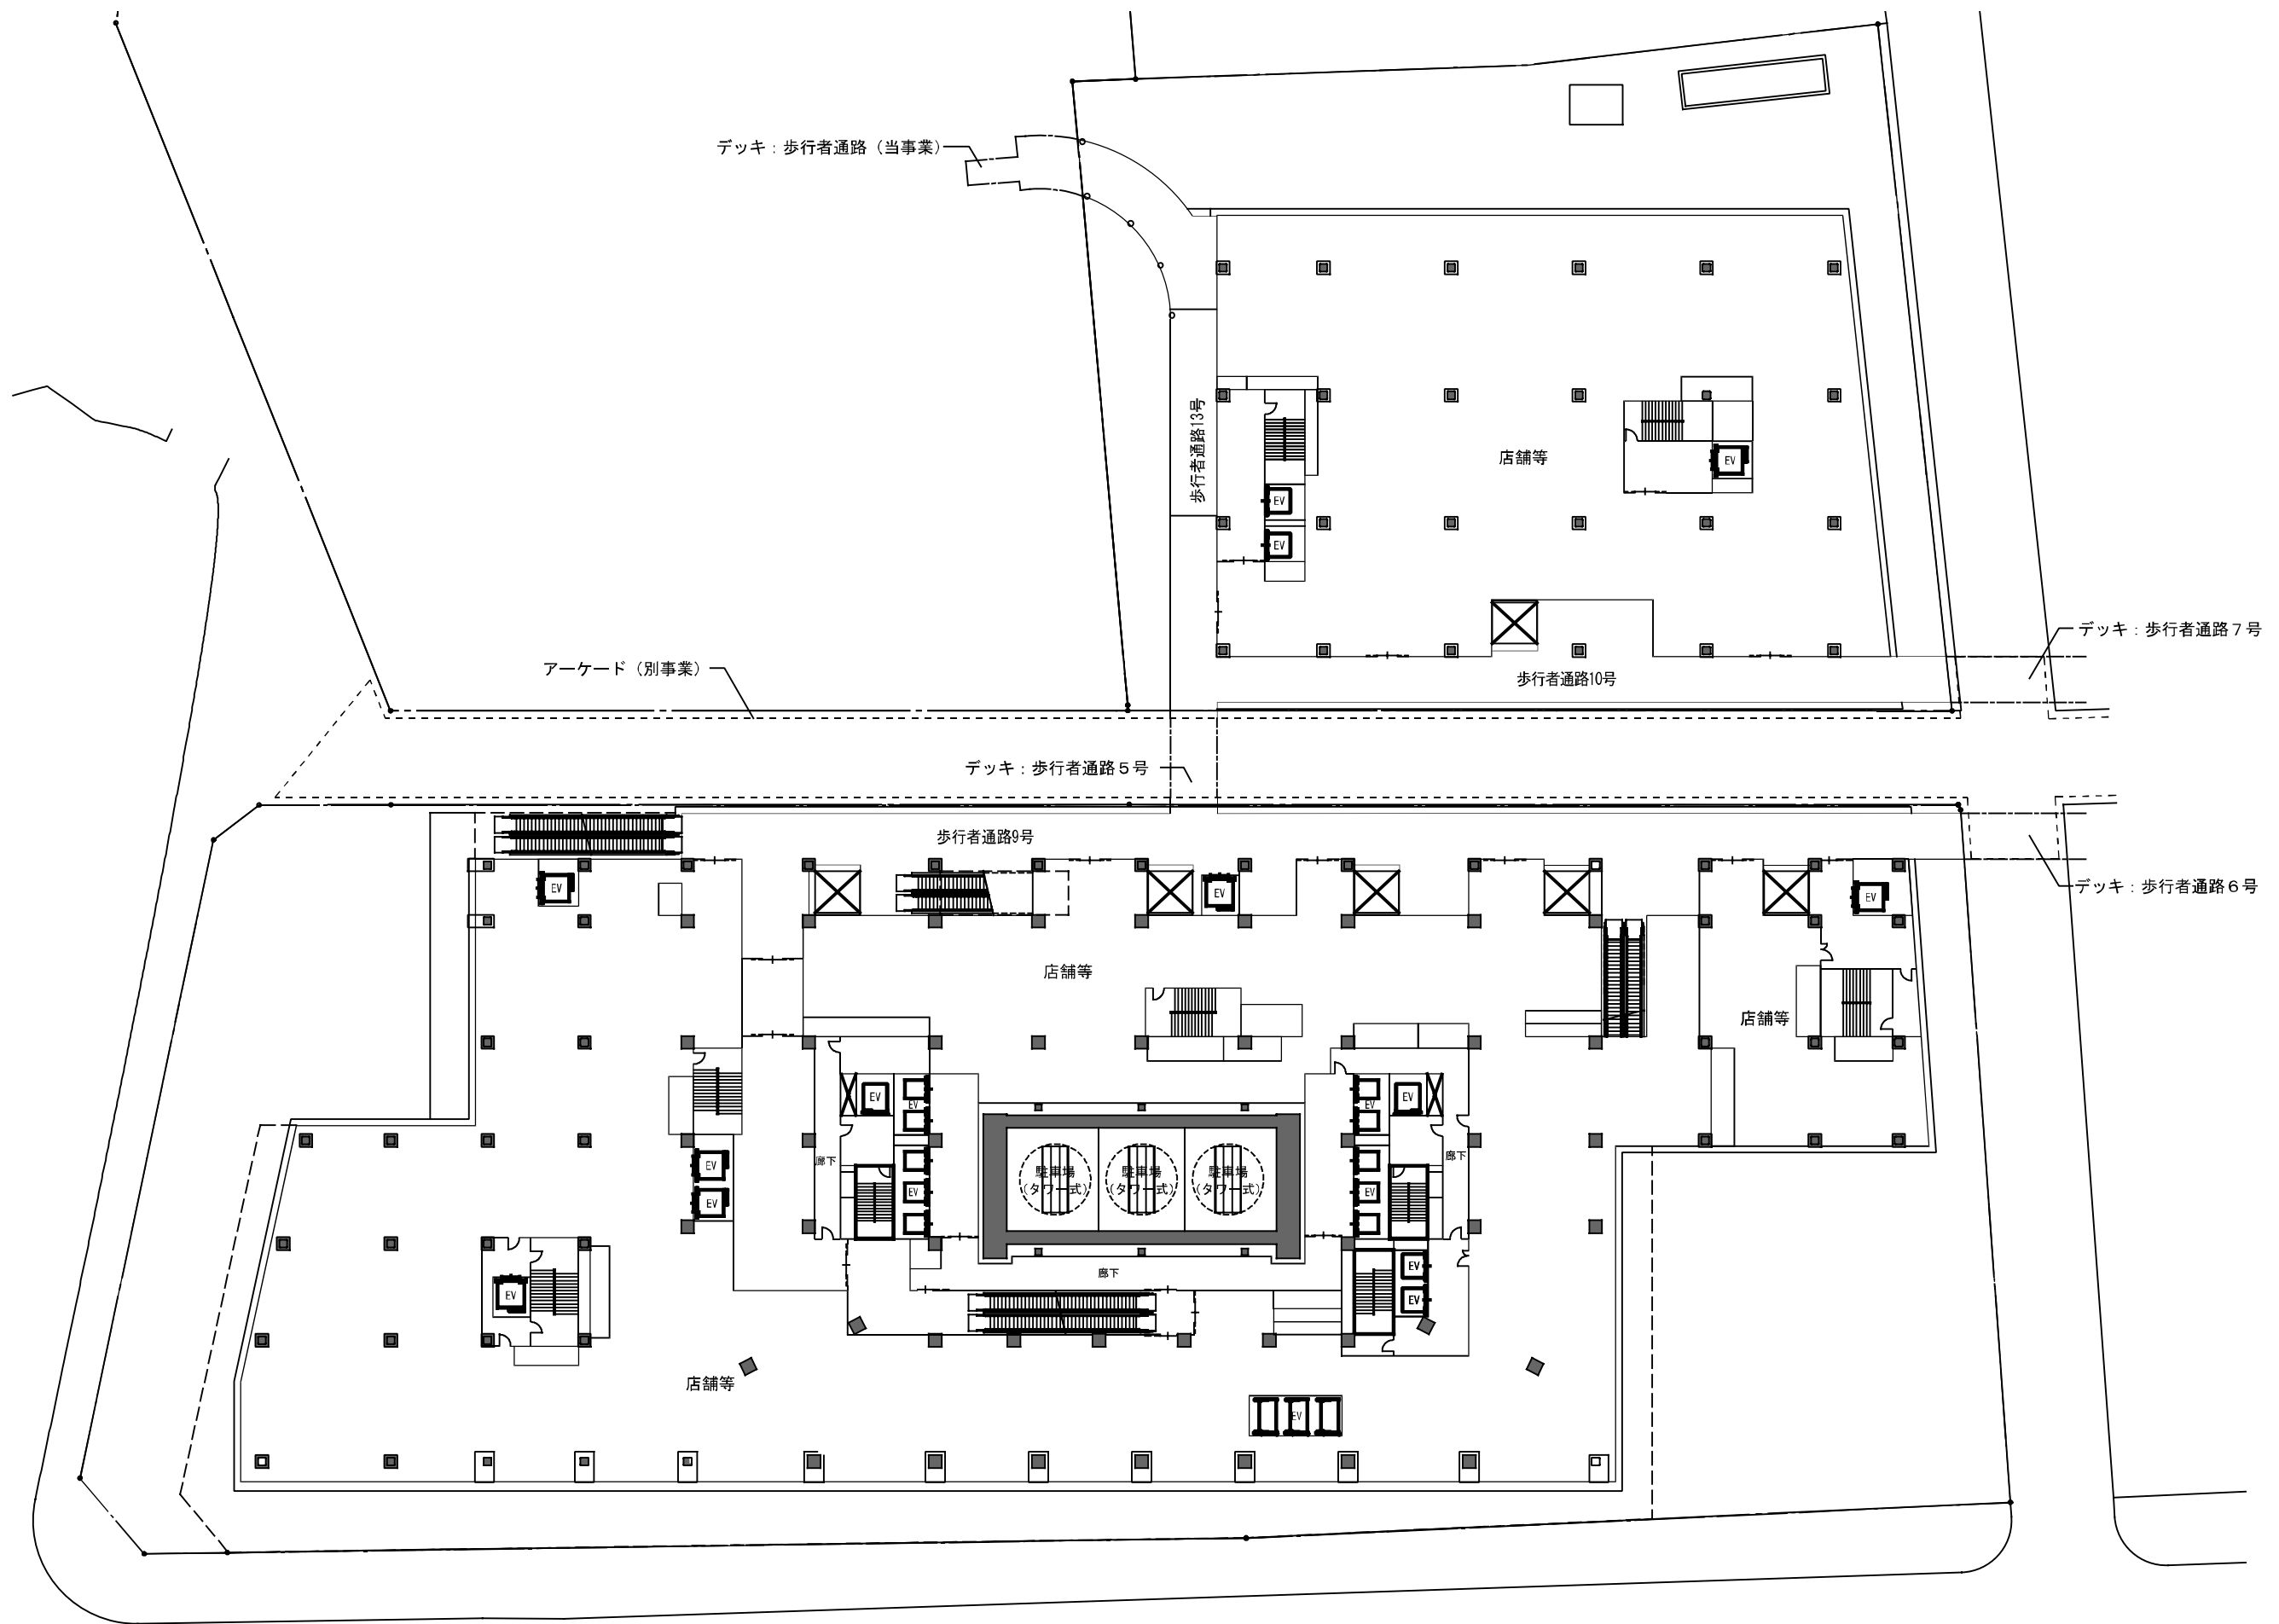 デッキ：歩行者通路（当事業）
歩行者通路13号
店舗等
EV
EV
EV
デッキ：歩行者通路７号
アーケード（別事業）
歩行者通路10号
デッキ：歩行者通路５号
歩行者通路9号
デッキ：歩行者通路６号
EV
EV
EV
店舗等
店舗等
EV
EV
EV
EV
廊下
EV
EV
駐車場
（タワー式）
駐車場
（タワー式）
駐車場
（タワー式）
EV
廊下
EV
EV
廊下
EV
EV
EV
店舗等
EV